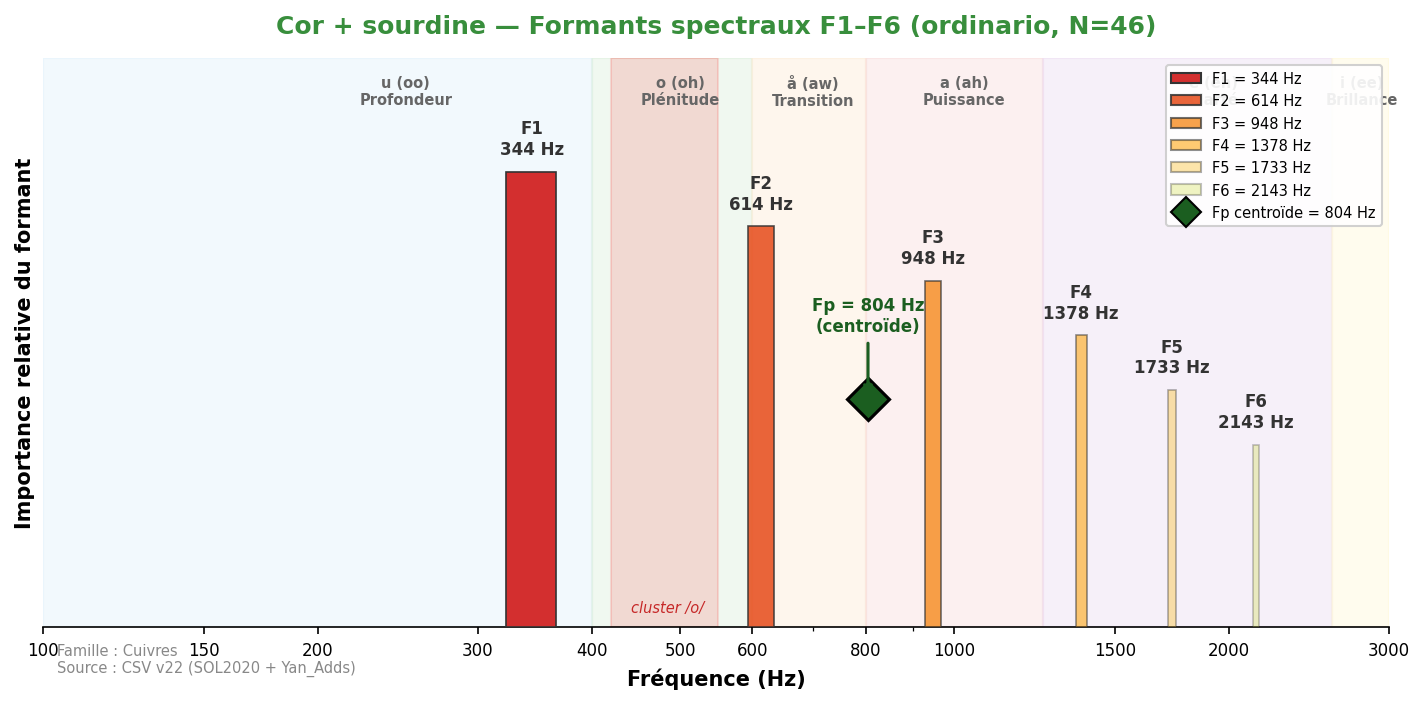 Cor + sourdine — Formants spectraux F1–F6 (ordinario, N=46)
u (oo)
Profondeur
o (oh)
Plénitude
å (aw)
Transition
a (ah)
Puissance
i (ee)
Brillance
F1 = 344 Hz
F2 = 614 Hz
F3 = 948 Hz
F4 = 1378 Hz
F5 = 1733 Hz
F6 = 2143 Hz
Fp centroïde = 804 Hz
F1
344 Hz
F2
614 Hz
F3
948 Hz
Fp = 804 Hz
(centroïde)
F4
1378 Hz
F5
1733 Hz
F6
2143 Hz
cluster /o/
Importance relative du formant
100 150 200 300 400 500 600 800 1000 1500 2000 3000
Famille : Cuivres
Source : CSV v22 (SOL2020 + Yan_Adds)
Fréquence (Hz)